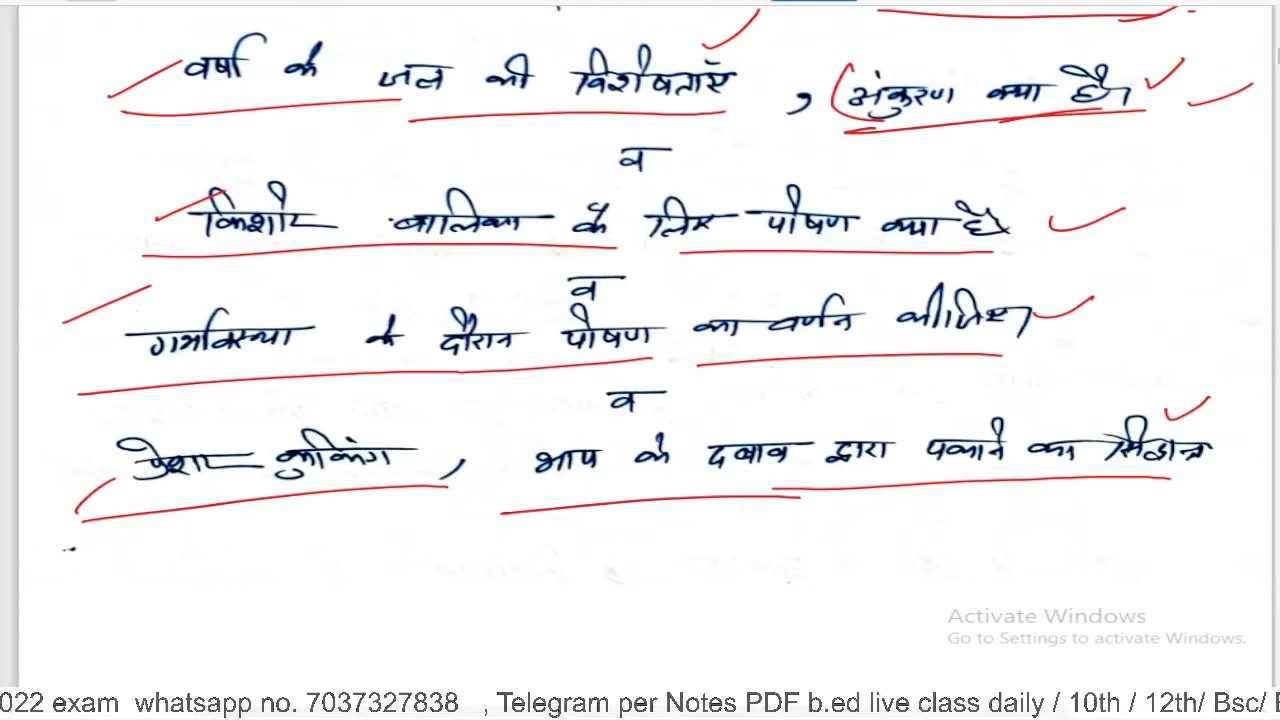 वर्षा के जल की विशेषताएँ , अंकुरण क्या है।
व
किशोर बालिका के लिए पोषण क्या है
व
गर्भावस्था के दौरान पोषण का वर्णन कीजिए।
व
प्रेशर कुकिंग , भाप के दबाव द्वारा पकाने का सिद्धान्त
Activate Windows
Go to Settings to activate Windows.
022 exam whatsapp no. 7037327838 , Telegram per Notes PDF b.ed live class daily / 10th / 12th/ Bsc/